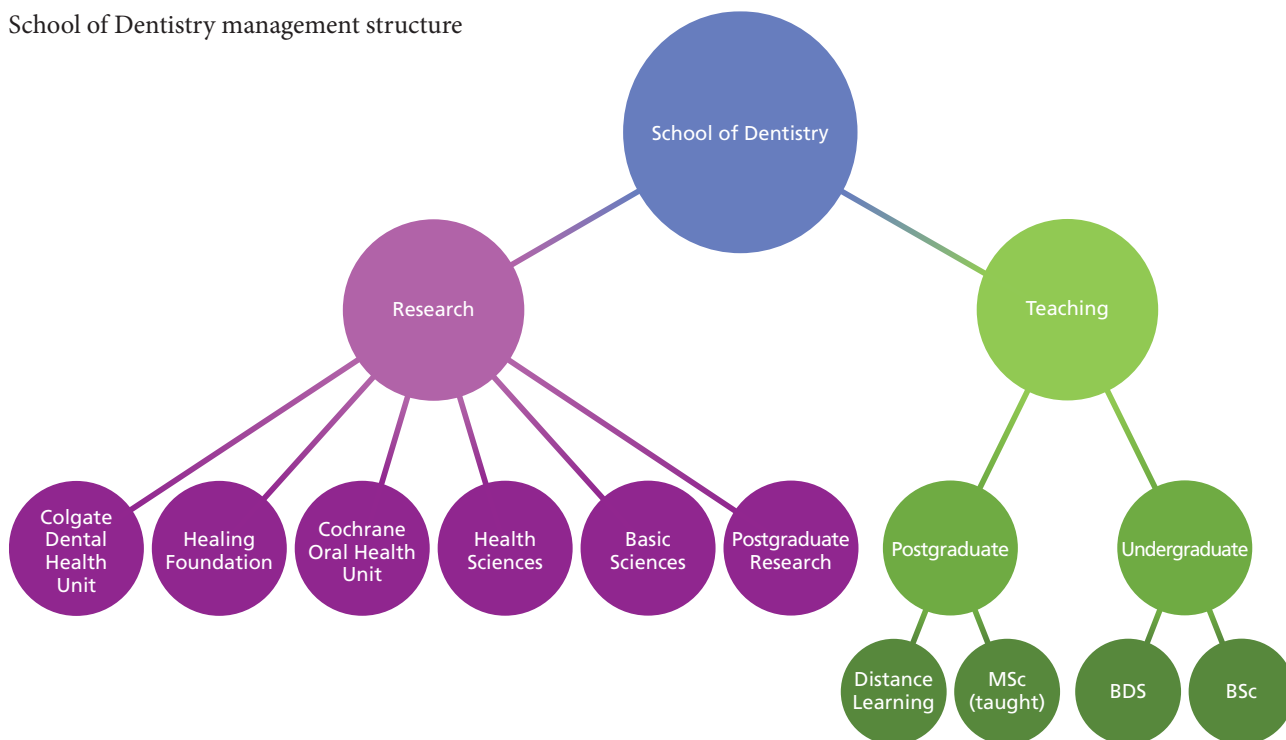 School of Dentistry management structure
School of Dentistry
Research
Teaching
Colgate
Dental
Health
Unit
Healing
Foundation
Cochrane
Oral Health
Unit
Health
Sciences
Basic
Sciences
Postgraduate
Research
Postgraduate
Undergraduate
Distance
Learning
MSc
(taught)
BDS
BSc